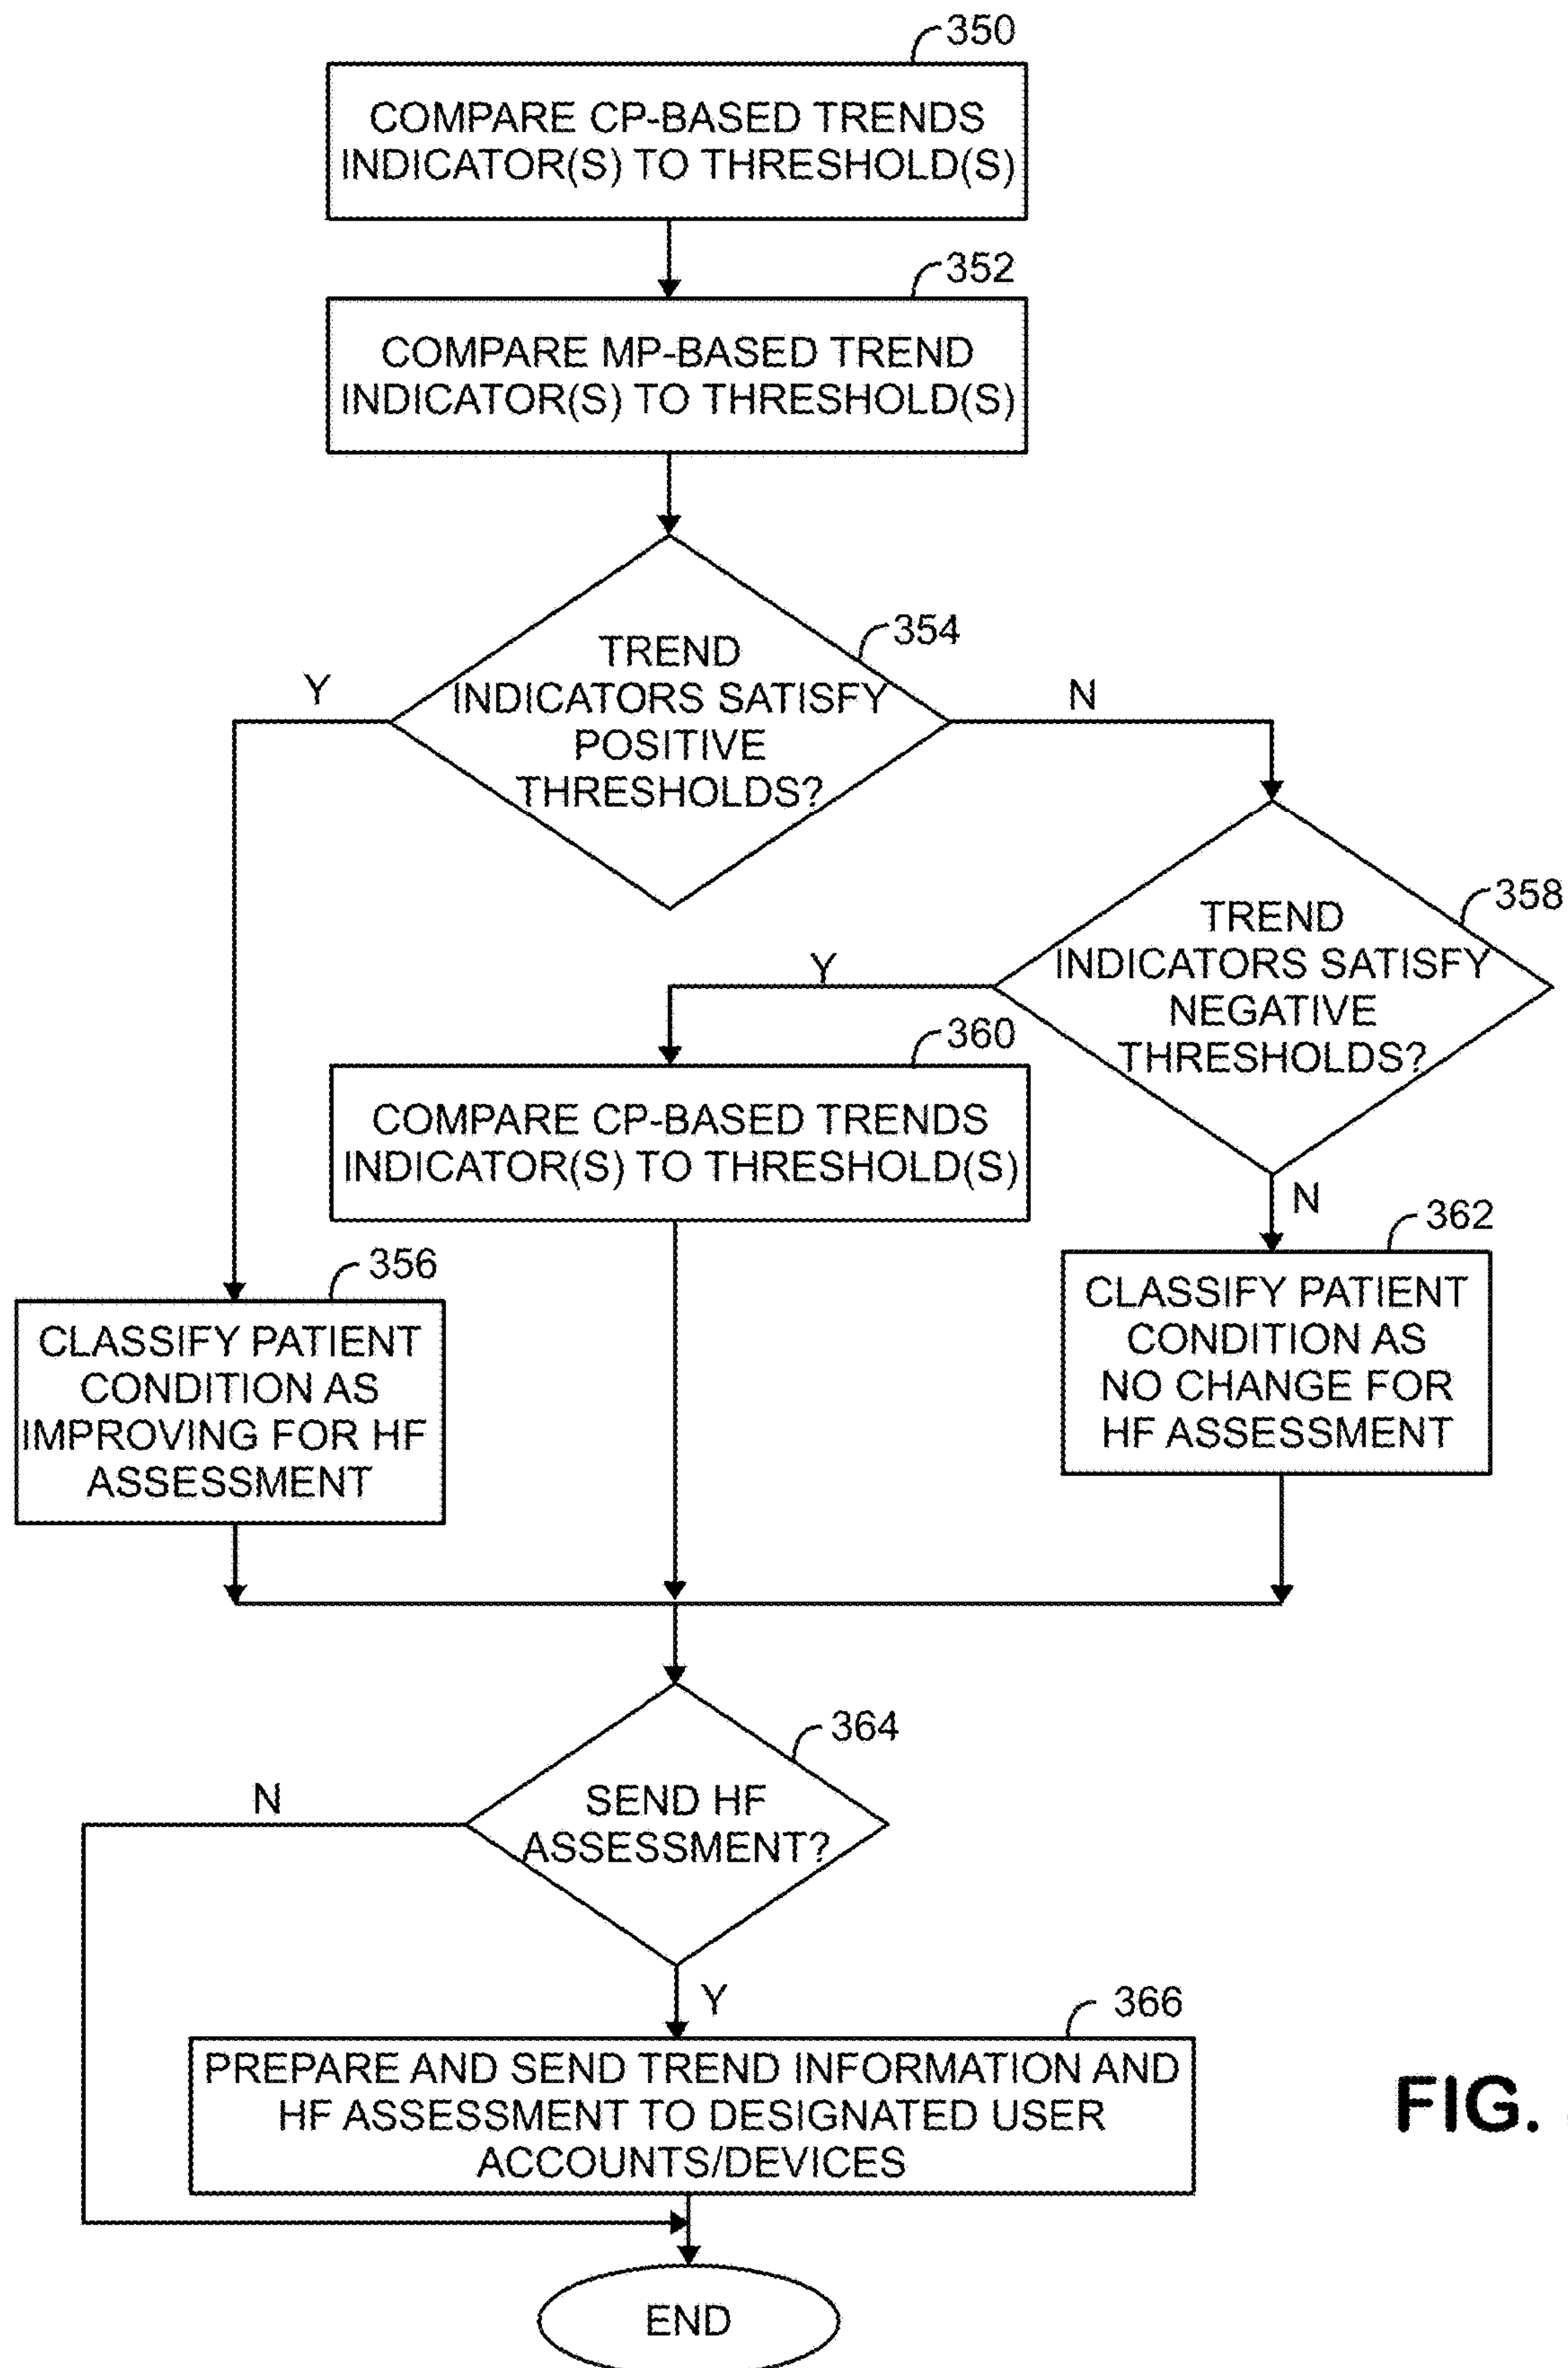 350
COMPARE CP-BASED TRENDS
INDICATOR(S) TO THRESHOLD(S)
352
COMPARE MP-BASED TREND
INDICATOR(S) TO THRESHOLD(S)
354
TREND
INDICATORS SATISFY
POSITIVE
THRESHOLDS?
Y
N
358
TREND
INDICATORS SATISFY
NEGATIVE
THRESHOLDS?
Y
360
COMPARE CP-BASED TRENDS
INDICATOR(S) TO THRESHOLD(S)
N
362
CLASSIFY PATIENT
CONDITION AS
NO CHANGE FOR
HF ASSESSMENT
356
CLASSIFY PATIENT
CONDITION AS
IMPROVING FOR HF
ASSESSMENT
364
SEND HF
ASSESSMENT?
N
Y
366
PREPARE AND SEND TREND INFORMATION AND
HF ASSESSMENT TO DESIGNATED USER
ACCOUNTS/DEVICES
FIG.
END